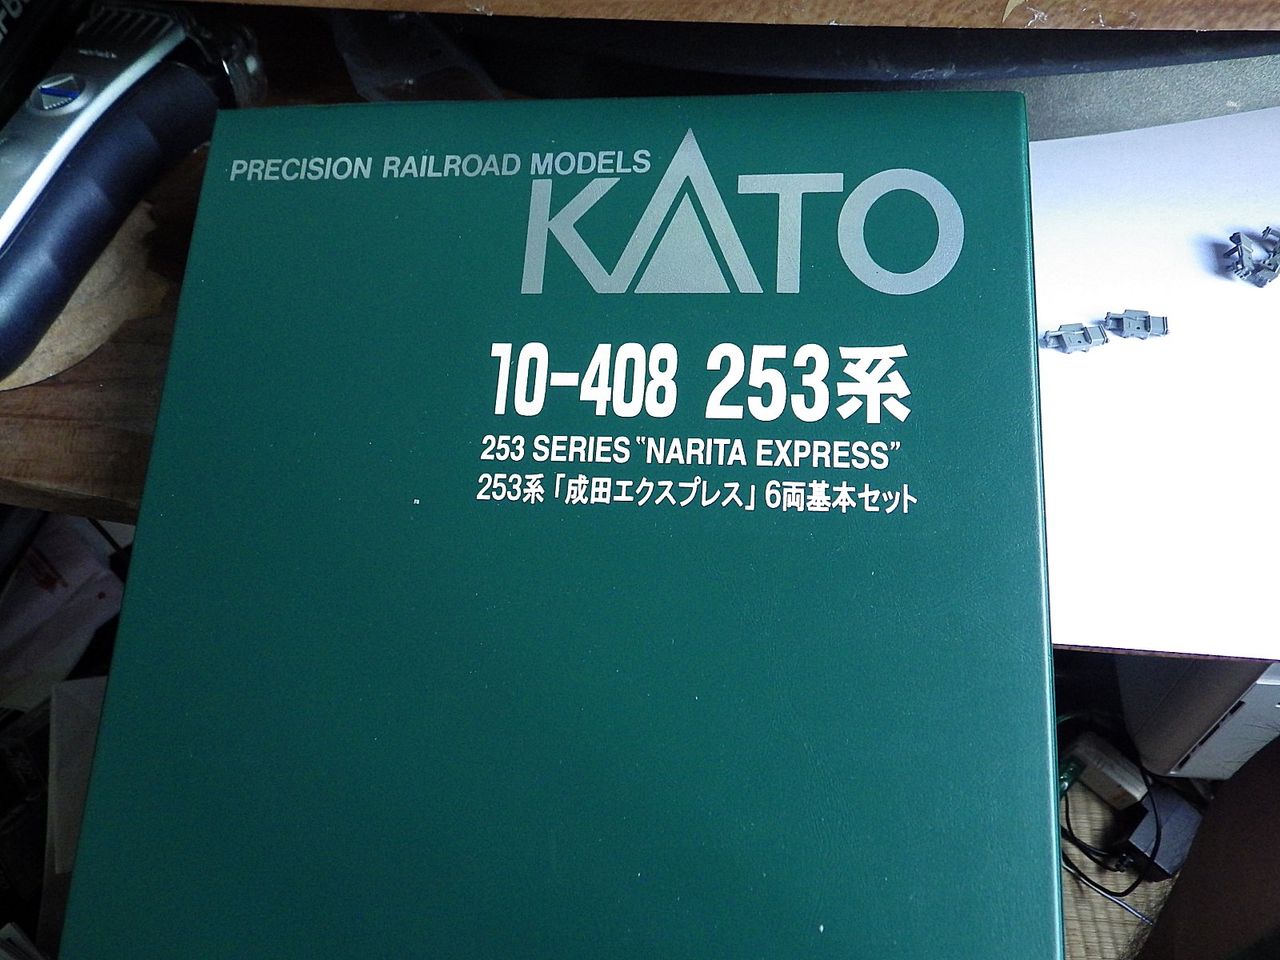 PRECISION RAILROAD MODELS
KATO
10-408 253系
253 SERIES “NARITA EXPRESS”
253系「成田エクスプレス」6両基本セット